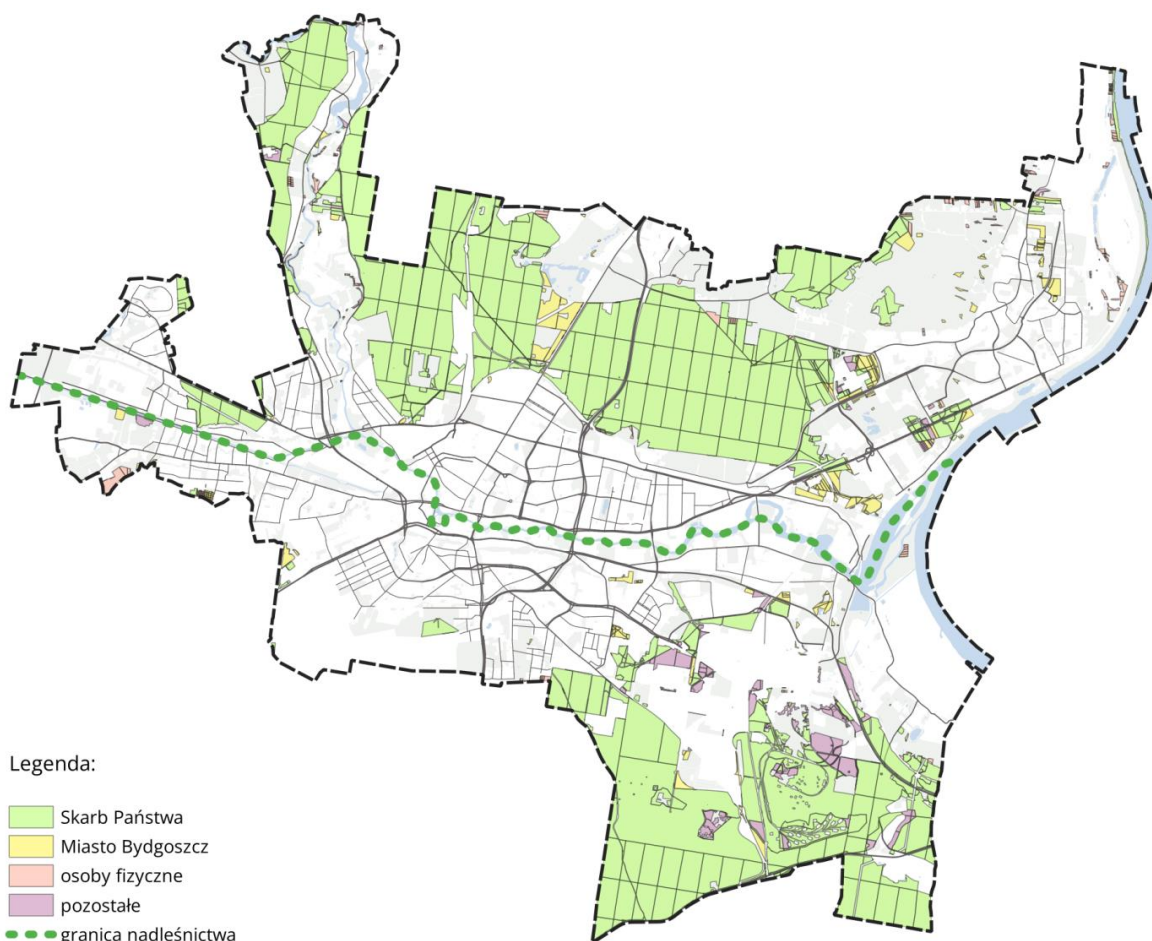 Legenda:
Skarb Państwa
Miasto Bydgoszcz
osoby fizyczne
pozostałe
granica nadleśnictwa